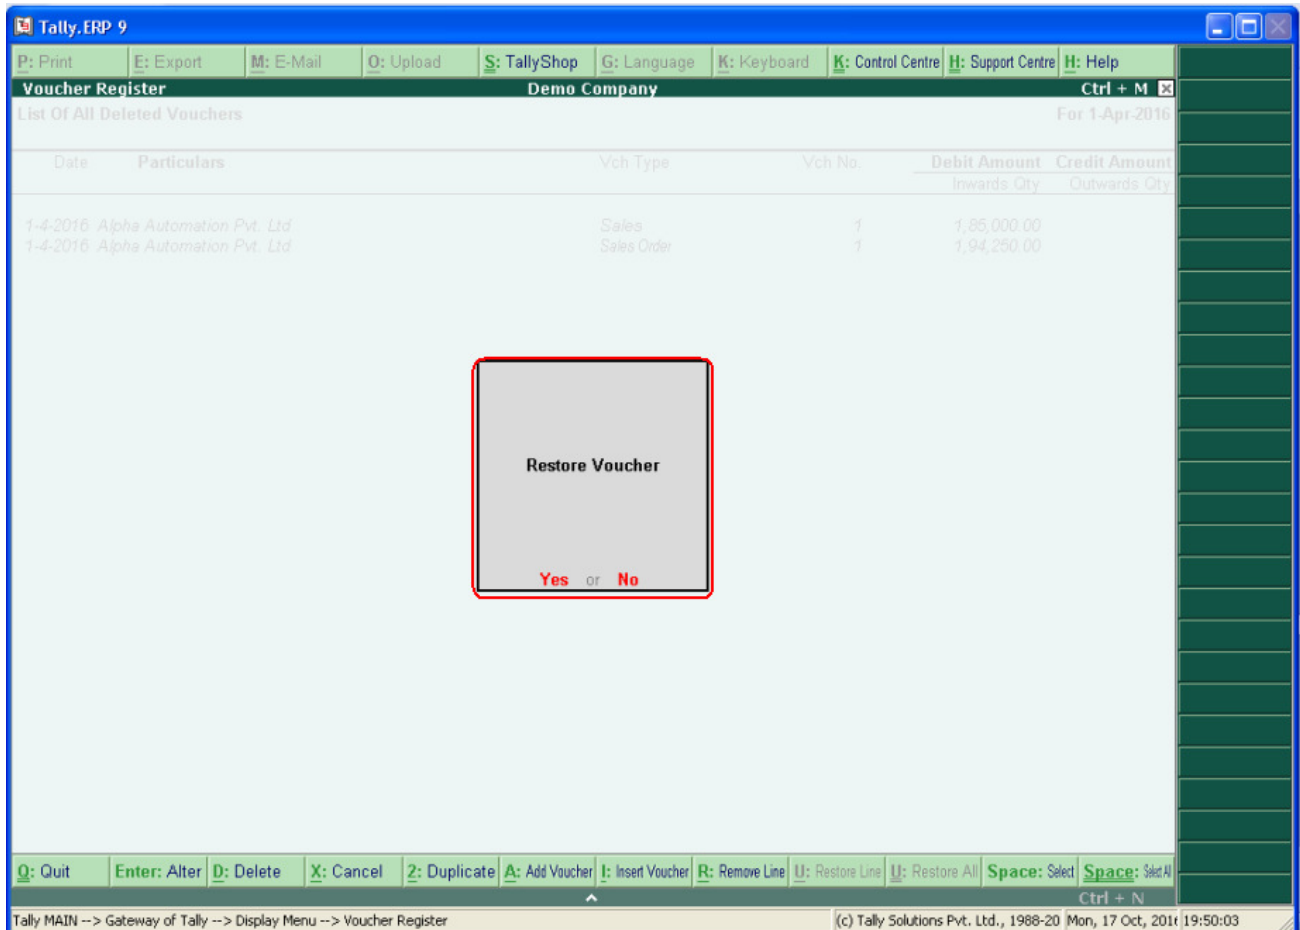 Tally.ERP 9
P: Print E: Export M: E-Mail O: Upload S: TallyShop G: Language K: Keyboard K: Control Centre H: Support Centre H: Help
Voucher Register Demo Company Ctrl + M
List Of All Deleted Vouchers For 1-Apr-2016
Date Particulars Vch Type Vch No. Debit Amount Credit Amount
Inwards Qty Outwards Qty
1-4-2016 Alpha Automation Pvt. Ltd Sales 1 1,85,000.00
1-4-2016 Alpha Automation Pvt. Ltd Sales Order 1 1,94,250.00
Restore Voucher
Yes or No
Q: Quit Enter: Alter D: Delete X: Cancel 2: Duplicate A: Add Voucher I: Insert Voucher R: Remove Line U: Restore Line U: Restore All Space: Select Space: Select All
Ctrl + N
Tally MAIN --> Gateway of Tally --> Display Menu --> Voucher Register (c) Tally Solutions Pvt. Ltd., 1988-20 Mon, 17 Oct, 2016 19:50:03